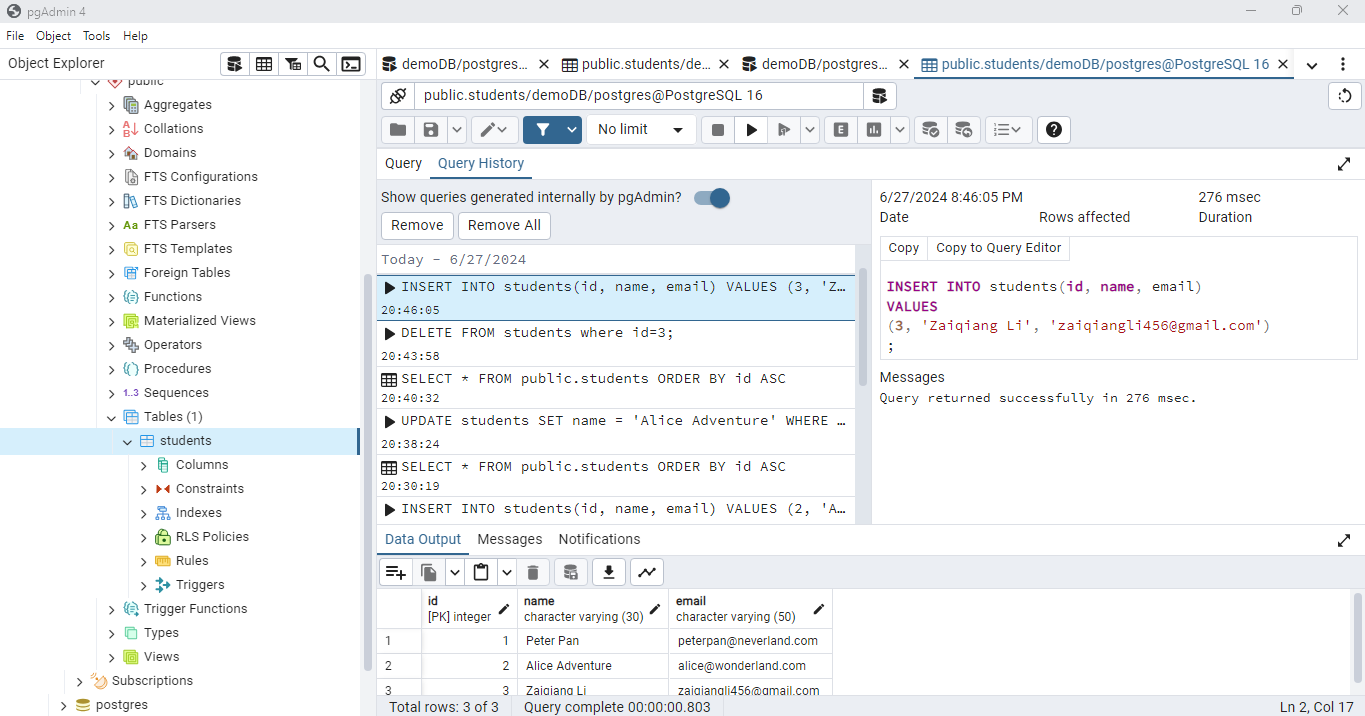 pgAdmin 4
File Object Tools Help
Object Explorer
demoDB/postgres...
public.students/de...
demoDB/postgres...
public.students/demoDB/postgres@PostgreSQL 16
public
Aggregates
Collations
Domains
FTS Configurations
FTS Dictionaries
Aa FTS Parsers
FTS Templates
Foreign Tables
Functions
Materialized Views
Operators
Procedures
1..3 Sequences
Tables (1)
students
Columns
Constraints
Indexes
RLS Policies
Rules
Triggers
Trigger Functions
Types
Views
Subscriptions
postgres
public.students/demoDB/postgres@PostgreSQL 16
No limit
E
Query Query History
Show queries generated internally by pgAdmin?
Remove Remove All
Today - 6/27/2024
INSERT INTO students(id, name, email) VALUES (3, 'Z…
20:46:05
DELETE FROM students where id=3;
20:43:58
SELECT * FROM public.students ORDER BY id ASC
20:40:32
UPDATE students SET name = 'Alice Adventure' WHERE …
20:38:24
SELECT * FROM public.students ORDER BY id ASC
20:30:19
INSERT INTO students(id, name, email) VALUES (2, 'A…
6/27/2024 8:46:05 PM 276 msec
Date Rows affected Duration
Copy Copy to Query Editor
INSERT INTO students(id, name, email)
VALUES
(3, 'Zaiqiang Li', 'zaiqiangli456@gmail.com')
;
Messages
Query returned successfully in 276 msec.
Data Output Messages Notifications
id name email
[PK] integer character varying (30) character varying (50)
1 1 Peter Pan peterpan@neverland.com
2 2 Alice Adventure alice@wonderland.com
3 3 Zaiqiang Li zaiqiangli456@gmail.com
Total rows: 3 of 3 Query complete 00:00:00.803 Ln 2, Col 17